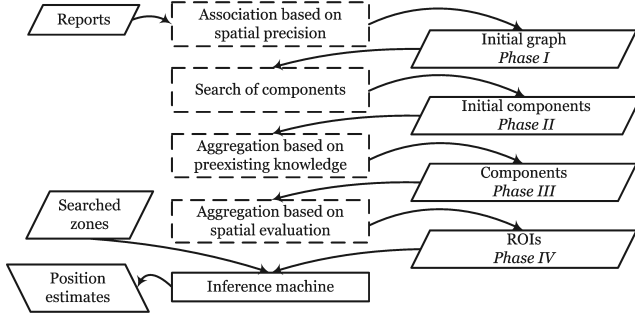 Reports
Association based on
spatial precision
Initial graph
Phase I
Search of components
Initial components
Phase II
Aggregation based on
preexisting knowledge
Components
Phase III
Searched
zones
Aggregation based on
spatial evaluation
ROIs
Phase IV
Position
estimates
Inference machine